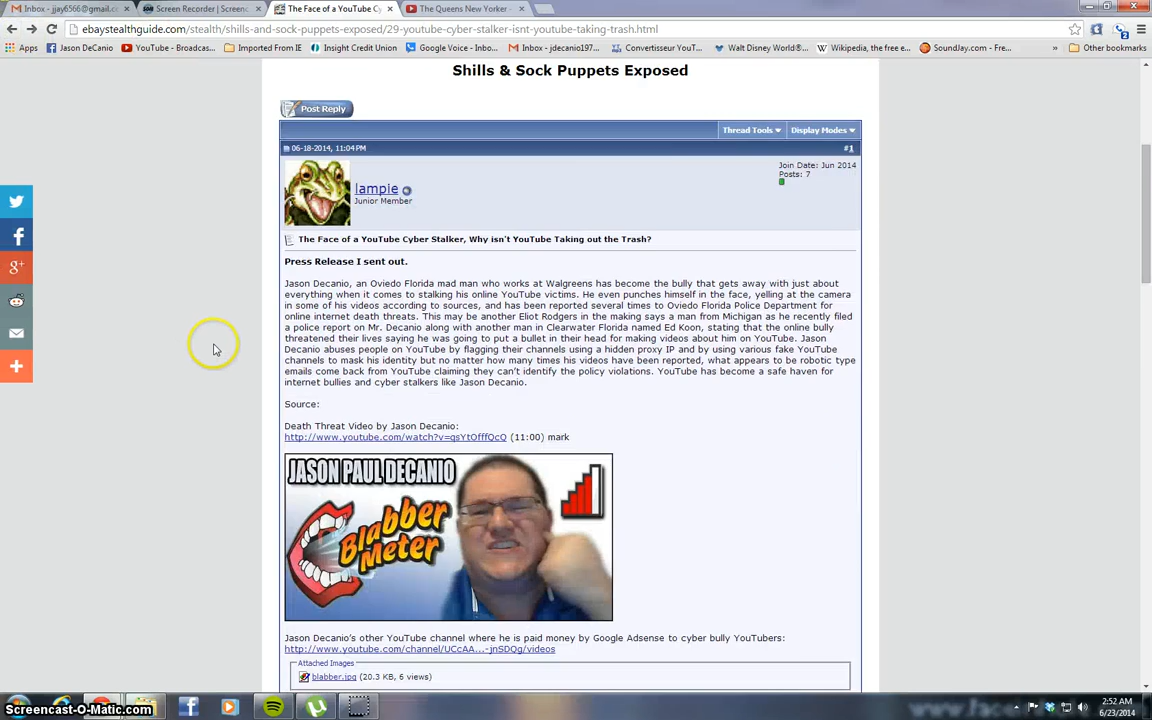 Inbox - jjay6566@gmail.co
Screen Recorder | Screenc
The Face of a YouTube Cy
The Queens New Yorker -
ebaystealthguide.com/stealth/shills-and-sock-puppets-exposed/29-youtube-cyber-stalker-isnt-youtube-taking-trash.html
Apps
Jason DeCanio
YouTube - Broadcas...
Imported From IE
Insight Credit Union
Google Voice - Inbo...
Inbox - jdecanio197...
Convertisseur YouT...
Walt Disney World®...
Wikipedia, the free e...
SoundJay.com - Fre...
»
Other bookmarks
Shills & Sock Puppets Exposed
Post Reply
Thread Tools
Display Modes
06-18-2014, 11:04 PM
#1
lampie
Junior Member
Join Date: Jun 2014
Posts: 7
The Face of a YouTube Cyber Stalker, Why isn't YouTube Taking out the Trash?
Press Release I sent out.
Jason Decanio, an Oviedo Florida mad man who works at Walgreens has become the bully that gets away with just about
everything when it comes to stalking his online YouTube victims. He even punches himself in the face, yelling at the camera
in some of his videos according to sources, and has been reported several times to Oviedo Florida Police Department for
online internet death threats. This may be another Eliot Rodgers in the making says a man from Michigan as he recently filed
a police report on Mr. Decanio along with another man in Clearwater Florida named Ed Koon, stating that the online bully
threatened their lives saying he was going to put a bullet in their head for making videos about him on YouTube. Jason
Decanio abuses people on YouTube by flagging their channels using a hidden proxy IP and by using various fake YouTube
channels to mask his identity but no matter how many times his videos have been reported, what appears to be robotic type
emails come back from YouTube claiming they can't identify the policy violations. YouTube has become a safe haven for
internet bullies and cyber stalkers like Jason Decanio.
Source:
Death Threat Video by Jason Decanio:
http://www.youtube.com/watch?v=qsYtOfffQcQ (11:00) mark
JASON PAUL DECANIO
Blabber
Meter
Jason Decanio's other YouTube channel where he is paid money by Google Adsense to cyber bully YouTubers:
http://www.youtube.com/channel/UCcAA...-jnSDQg/videos
Attached Images
blabber.jpg (20.3 KB, 6 views)
Screencast-O-Matic.com
2:52 AM
6/23/2014